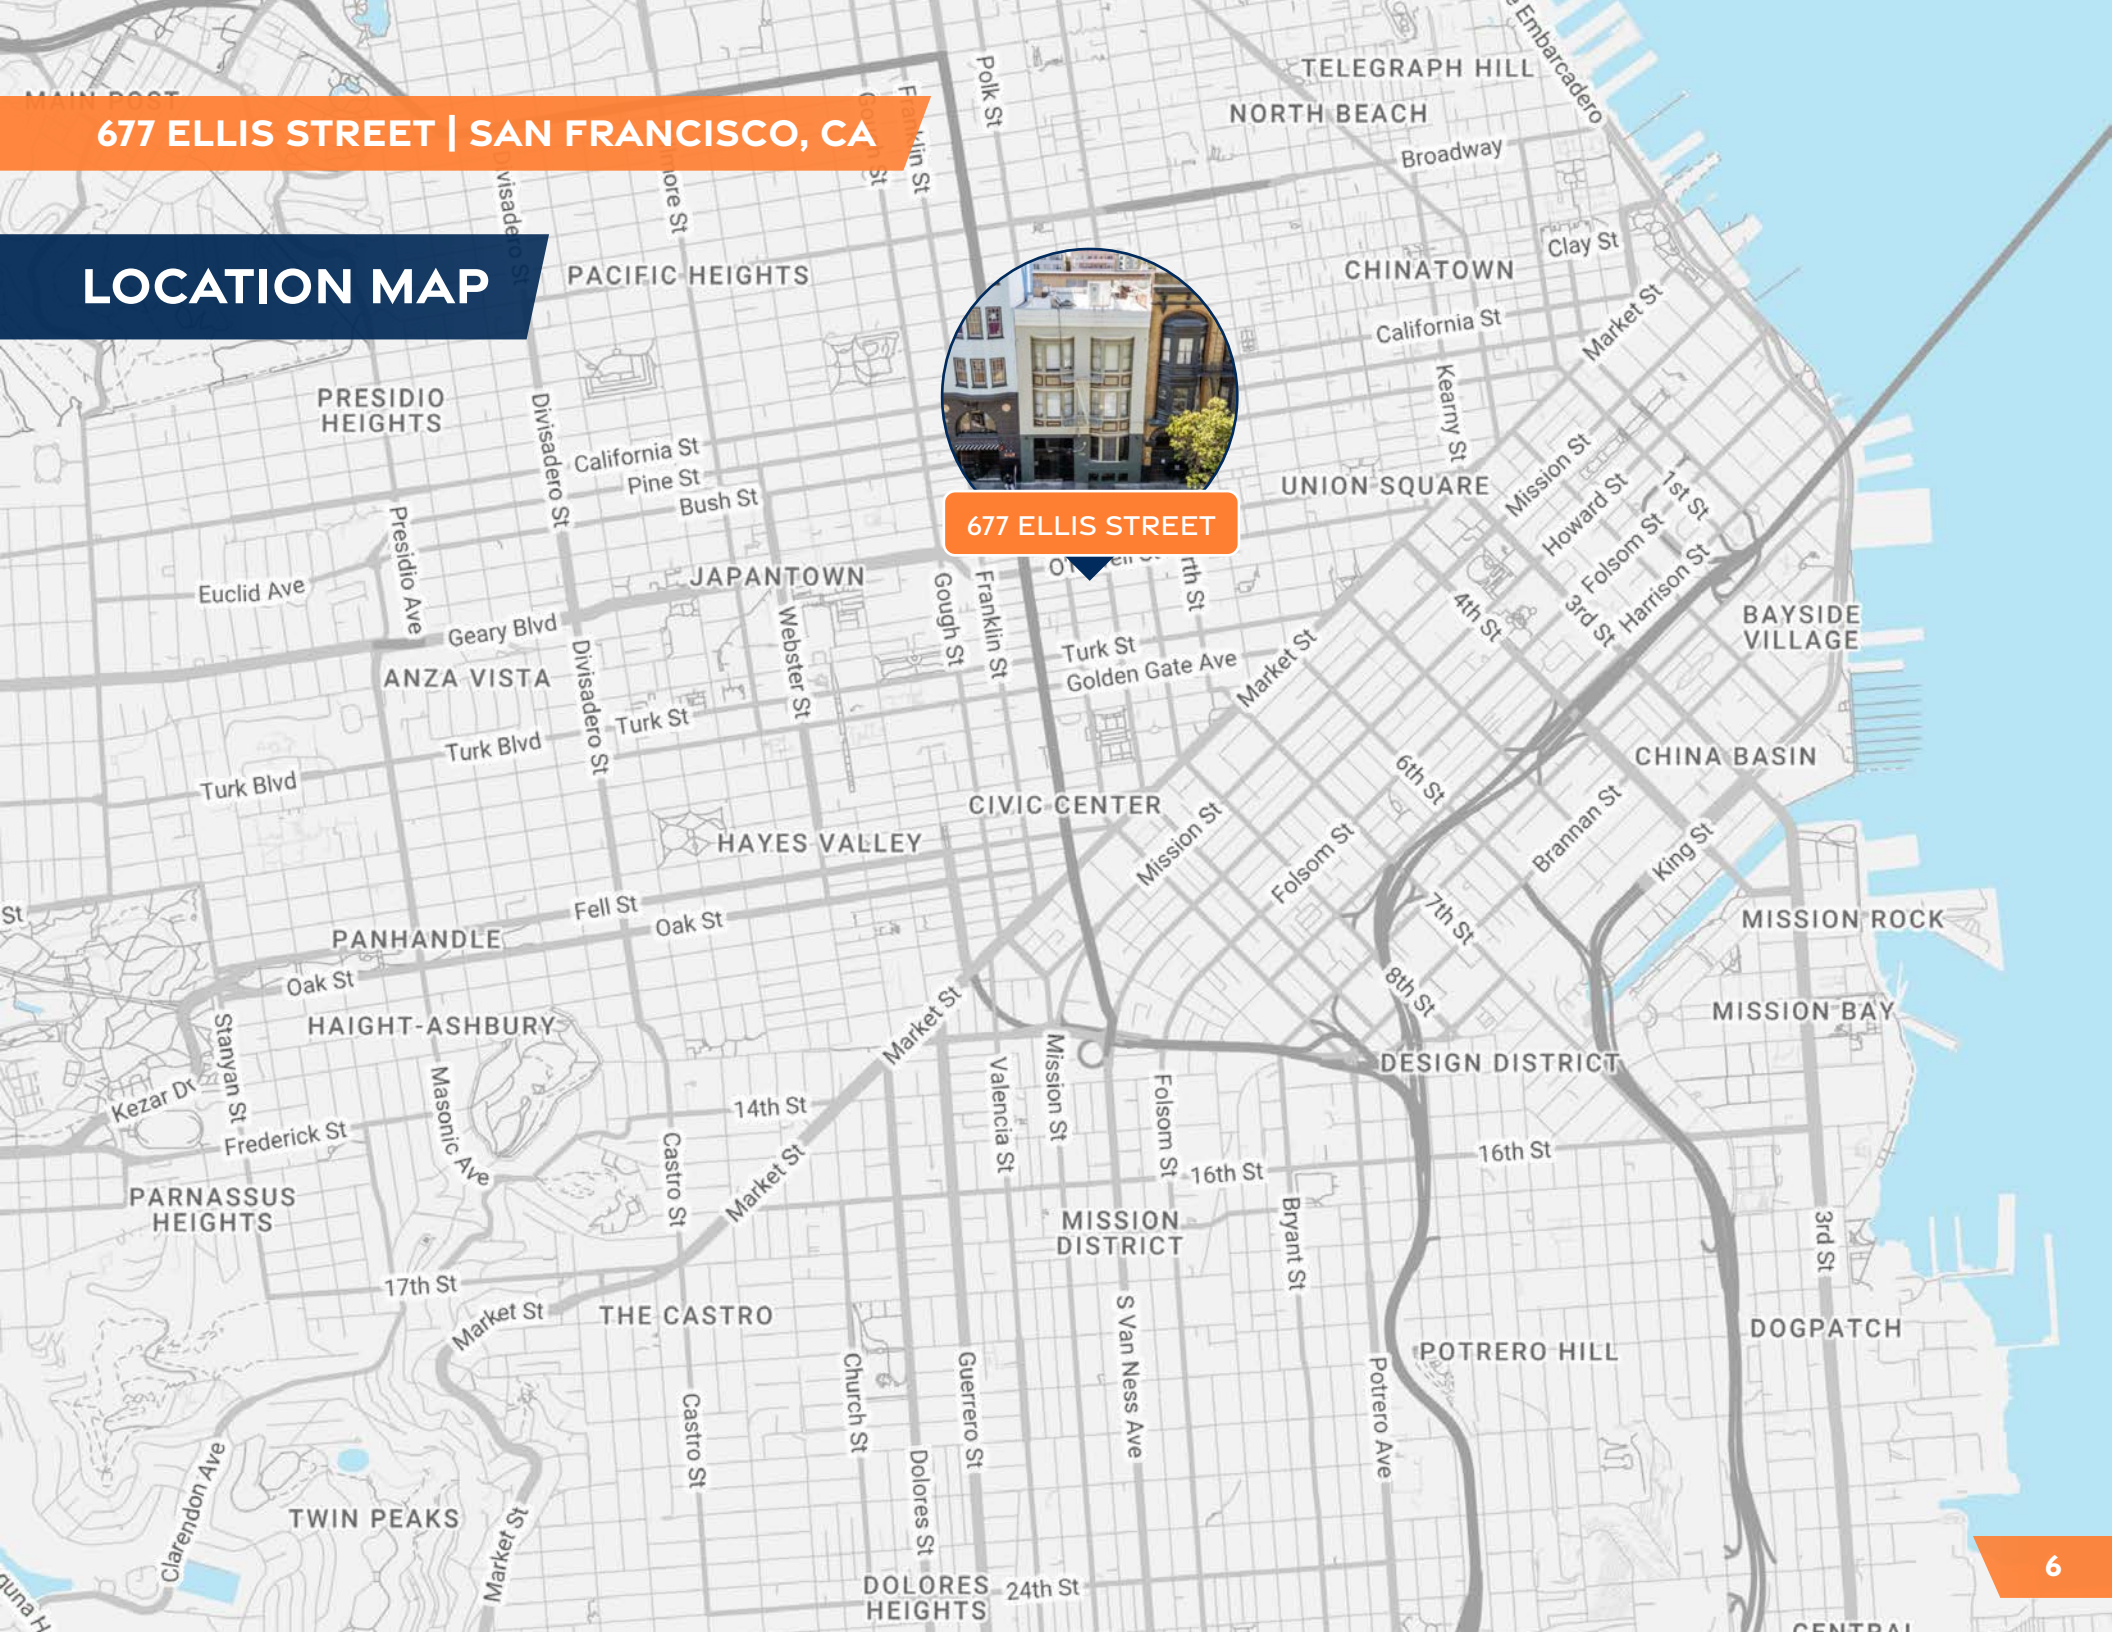 MAIN POST
677 ELLIS STREET | SAN FRANCISCO, CA
LOCATION MAP
Embarcadero
TELEGRAPH HILL
NORTH BEACH
Polk St
Franklin St
Gough St
Broadway
Divisadero St
PACIFIC HEIGHTS
CHINATOWN
Clay St
California St
Market St
PRESIDIO
HEIGHTS
Divisadero St
California St
Pine St
Bush St
Kearny St
UNION SQUARE
Mission St
Howard St
1st St
Folsom St
Harrison St
3rd St
4th St
677 ELLIS STREET
Presidio Ave
Euclid Ave
JAPANTOWN
Geary Blvd
Gough St
Franklin St
Webster St
BAYSIDE
VILLAGE
ANZA VISTA
Divisadero St
Turk St
Golden Gate Ave
Market St
Turk St
Turk Blvd
Turk Blvd
CHINA BASIN
6th St
CIVIC CENTER
HAYES VALLEY
Mission St
Folsom St
Brannan St
King St
St
Fell St
Oak St
PANHANDLE
7th St
MISSION ROCK
Oak St
8th St
MISSION BAY
HAIGHT-ASHBURY
Market St
Stanyan St
DESIGN DISTRICT
Kezar Dr
Masonic Ave
14th St
Valencia St
Mission St
Folsom St
Frederick St
Castro St
Market St
16th St
16th St
PARNASSUS
HEIGHTS
MISSION
DISTRICT
Bryant St
3rd St
17th St
Market St
THE CASTRO
S Van Ness Ave
DOGPATCH
POTRERO HILL
Church St
Guerrero St
Potrero Ave
Castro St
Clarendon Ave
Dolores St
TWIN PEAKS
Market St
6
DOLORES
HEIGHTS
24th St